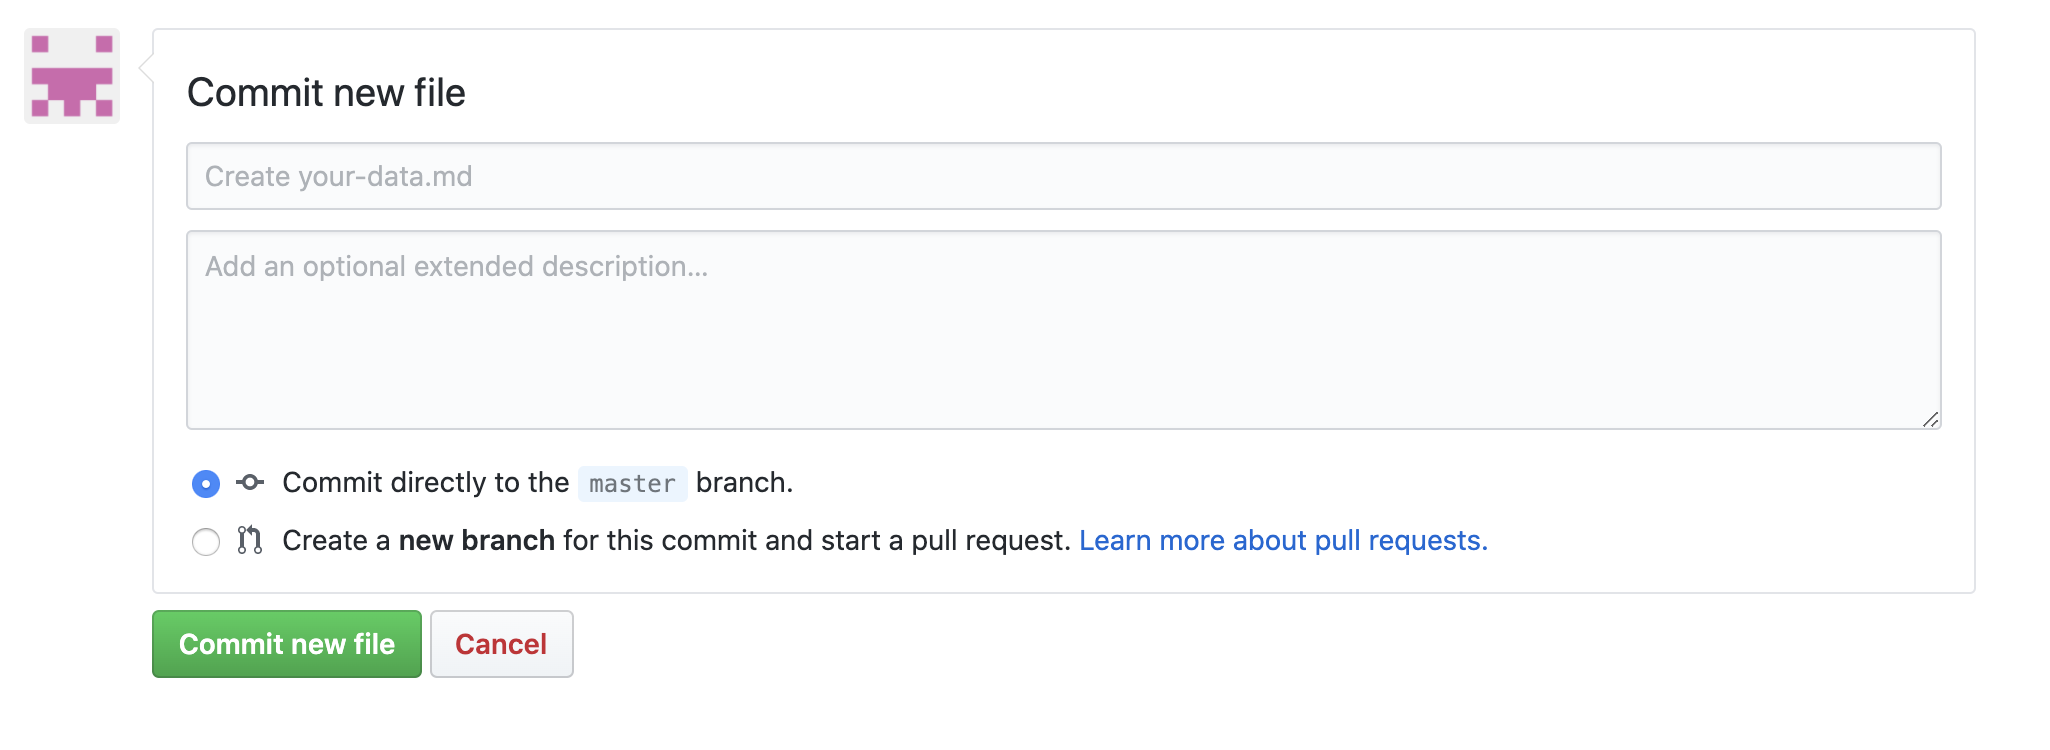 Commit new file
Create your-data.md
Add an optional extended description...
Commit directly to the master branch.
Create a new branch for this commit and start a pull request. Learn more about pull requests.
Commit new file
Cancel